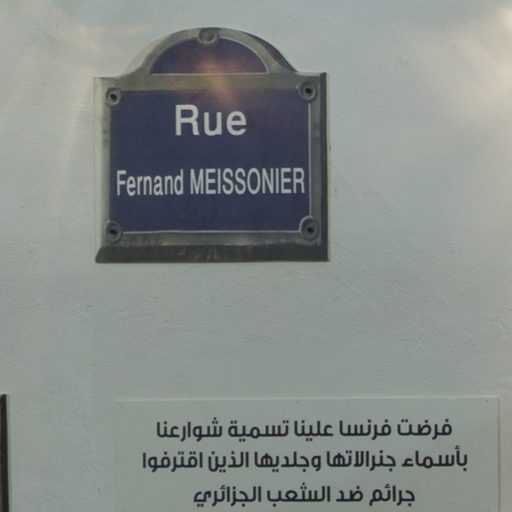 Rue
Fernand MEISSONIER
فرضت فرنسا علينا تسمية شوارعنا
بأسماء جنرالاتها وجلديها الذين اقترفوا
جرائم ضد الشعب الجزائري